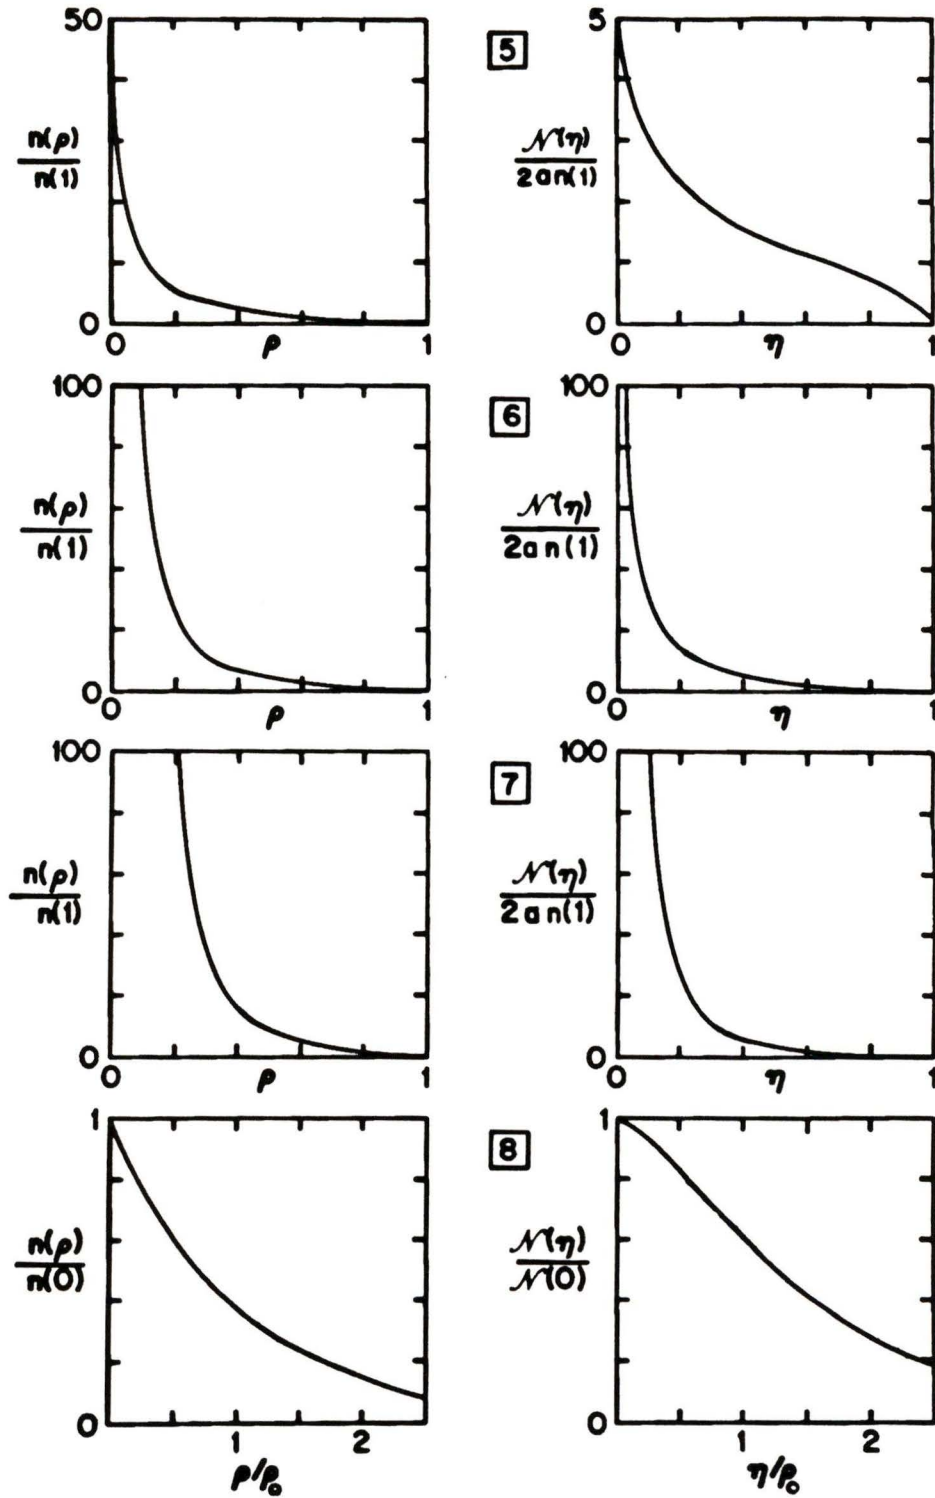 50
n(ρ)
n(1)
0
0 ρ 1
5
5
𝒩(η)
2an(1)
0
0 η 1
100
n(ρ)
n(1)
0
0 ρ 1
6
100
𝒩(η)
2an(1)
0
0 η 1
100
n(ρ)
n(1)
0
0 ρ 1
7
100
𝒩(η)
2an(1)
0
0 η 1
1
n(ρ)
n(0)
0
1 2
ρ/ρ₀
8
1
𝒩(η)
𝒩(0)
0
1 2
η/ρ₀